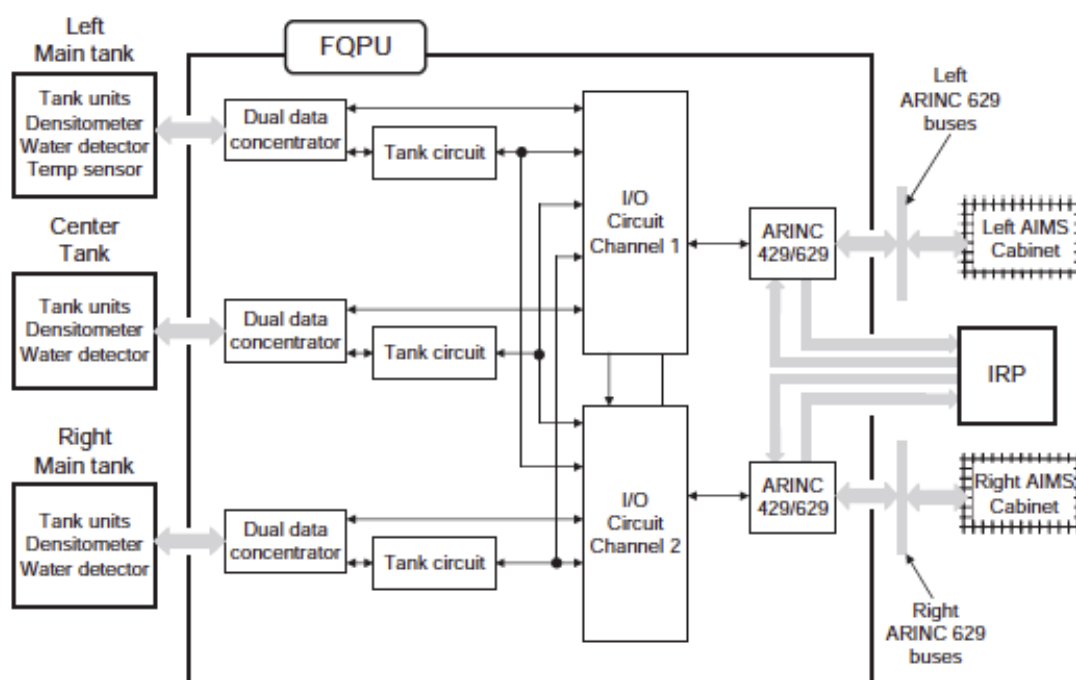 FQPU
Left
Main tank
Tank units
Densitometer
Water detector
Temp sensor
Dual data
concentrator
Tank circuit
I/O
Circuit
Channel 1
ARINC
429/629
Left
ARINC 629
buses
Left AIMS
Cabinet
Center
Tank
Tank units
Densitometer
Water detector
Dual data
concentrator
Tank circuit
IRP
Right
Main tank
Tank units
Densitometer
Water detector
Dual data
concentrator
Tank circuit
I/O
Circuit
Channel 2
ARINC
429/629
Right AIMS
Cabinet
Right
ARINC 629
buses